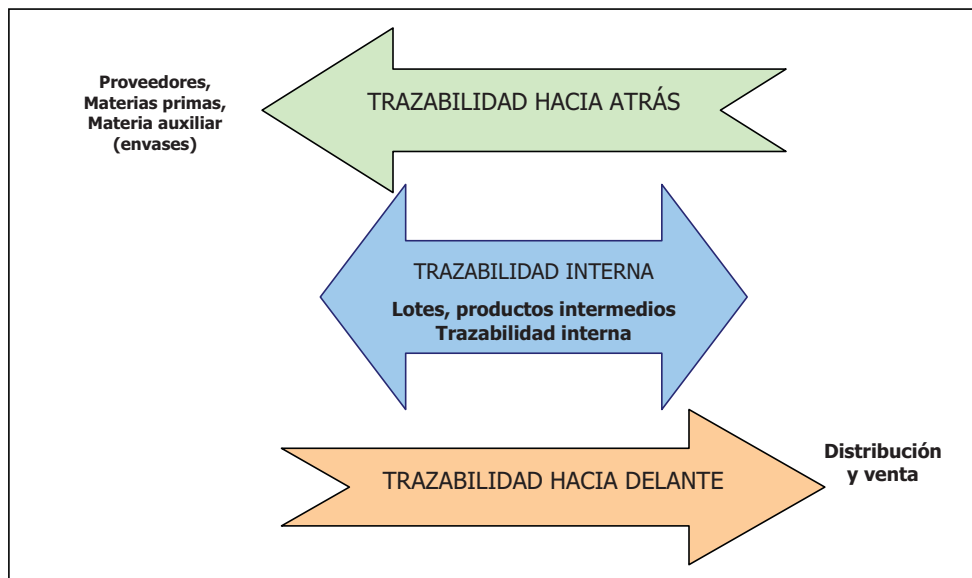 Proveedores,
Materias primas,
Materia auxiliar
(envases)
TRAZABILIDAD HACIA ATRÁS
TRAZABILIDAD INTERNA
Lotes, productos intermedios
Trazabilidad interna
TRAZABILIDAD HACIA DELANTE
Distribución
y venta